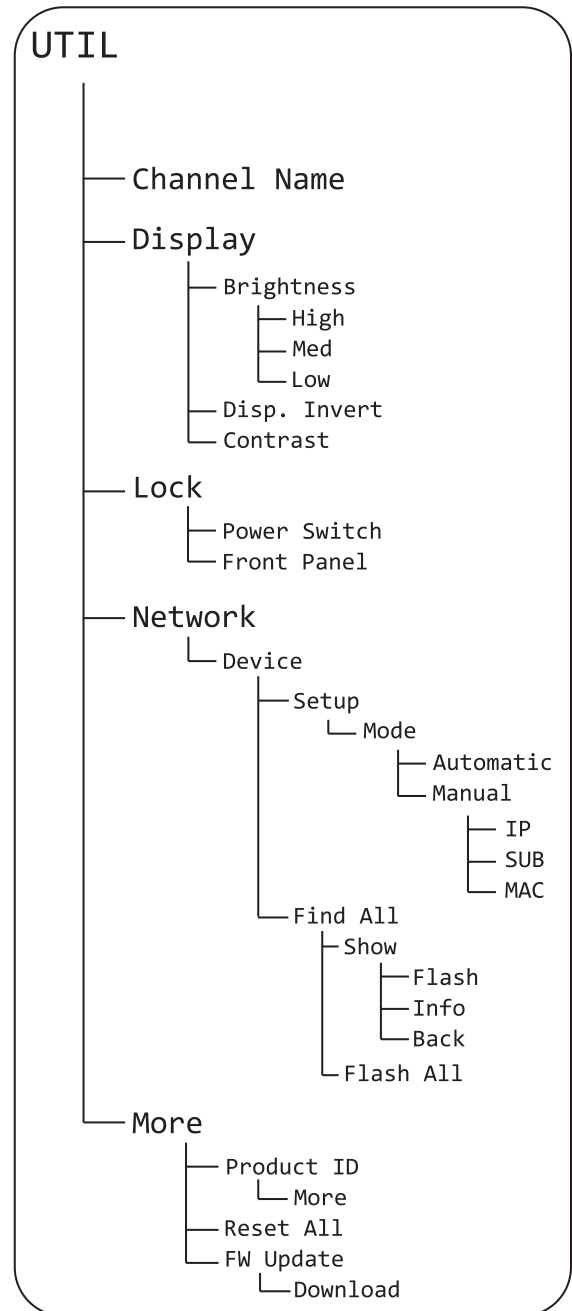 UTIL
Channel Name
Display
Brightness
High
Med
Low
Disp. Invert
Contrast
Lock
Power Switch
Front Panel
Network
Device
Setup
Mode
Automatic
Manual
IP
SUB
MAC
Find All
Show
Flash
Info
Back
Flash All
More
Product ID
More
Reset All
FW Update
Download